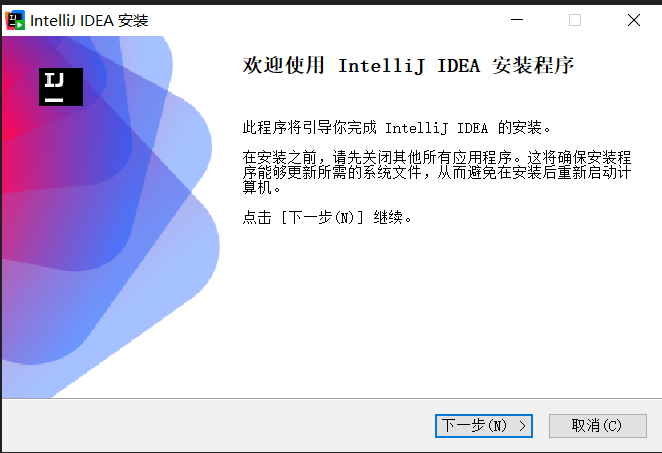 IntelliJ IDEA 安装
IJ
欢迎使用 IntelliJ IDEA 安装程序
此程序将引导你完成 IntelliJ IDEA 的安装。
在安装之前，请先关闭其他所有应用程序。这将确保安装程
序能够更新所需的系统文件，从而避免在安装后重新启动计
算机。
点击 [下一步(N)] 继续。
下一步(N) >
取消(C)